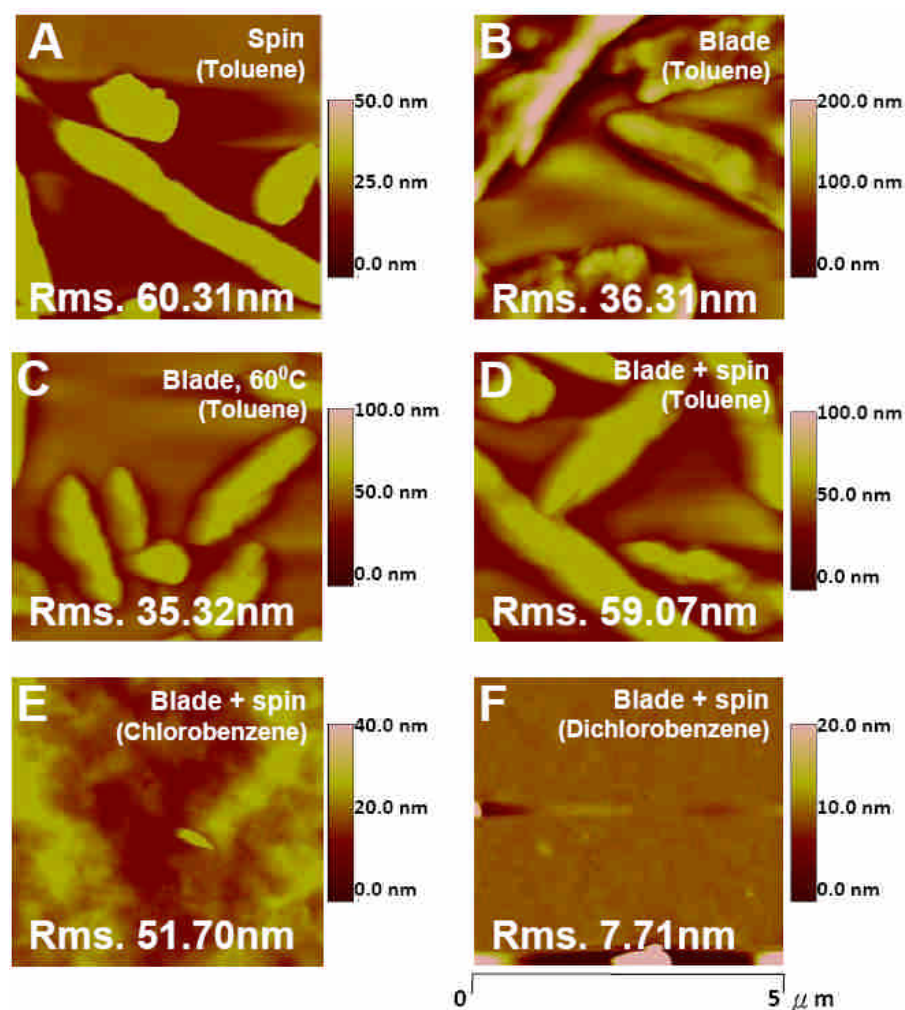 A
Spin
(Toluene)
50.0 nm
25.0 nm
0.0 nm
Rms. 60.31nm
B
Blade
(Toluene)
200.0 nm
100.0 nm
0.0 nm
Rms. 36.31nm
C
Blade, 60⁰C
(Toluene)
100.0 nm
50.0 nm
0.0 nm
Rms. 35.32nm
D
Blade + spin
(Toluene)
100.0 nm
50.0 nm
0.0 nm
Rms. 59.07nm
E
Blade + spin
(Chlorobenzene)
40.0 nm
20.0 nm
0.0 nm
Rms. 51.70nm
F
Blade + spin
(Dichlorobenzene)
20.0 nm
10.0 nm
0.0 nm
Rms. 7.71nm
0 5 μm